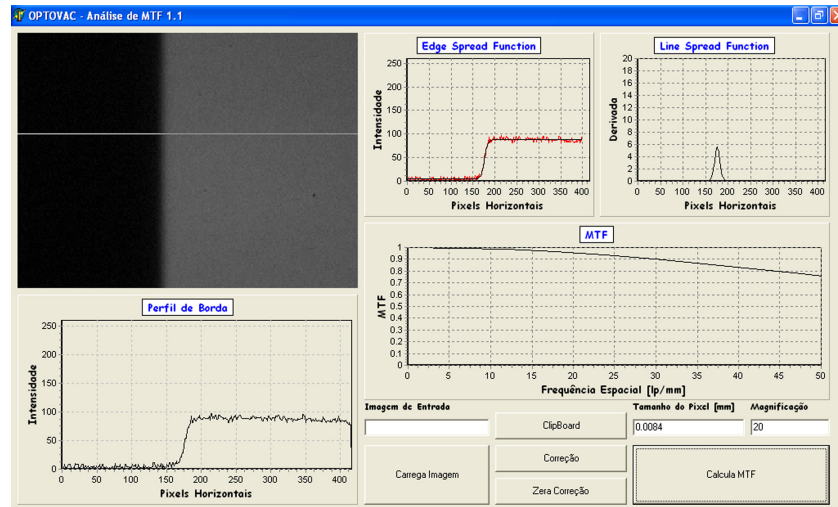 OPTOVAC - Análise de MTF 1.1
Edge Spread Function
250
200
150
100
50
0
Intensidade
0 50 100 150 200 250 300 350 400
Pixels Horizontais
Line Spread Function
20
18
16
14
12
10
8
6
4
2
0
Derivada
0 50 100 150 200 250 300 350 400
Pixels Horizontais
MTF
1
0.9
0.8
0.7
0.6
0.5
0.4
0.3
0.2
0.1
0
MTF
0 5 10 15 20 25 30 35 40 45 50
Frequência Espacial [lp/mm]
Perfil de Borda
250
200
150
100
50
0
Intensidade
0 50 100 150 200 250 300 350 400
Pixels Horizontais
Imagem de Entrada
Tamanho do Pixel [mm]
Magnificação
ClipBoard
0.0084
20
Carrega Imagem
Correção
Zera Correção
Calcula MTF